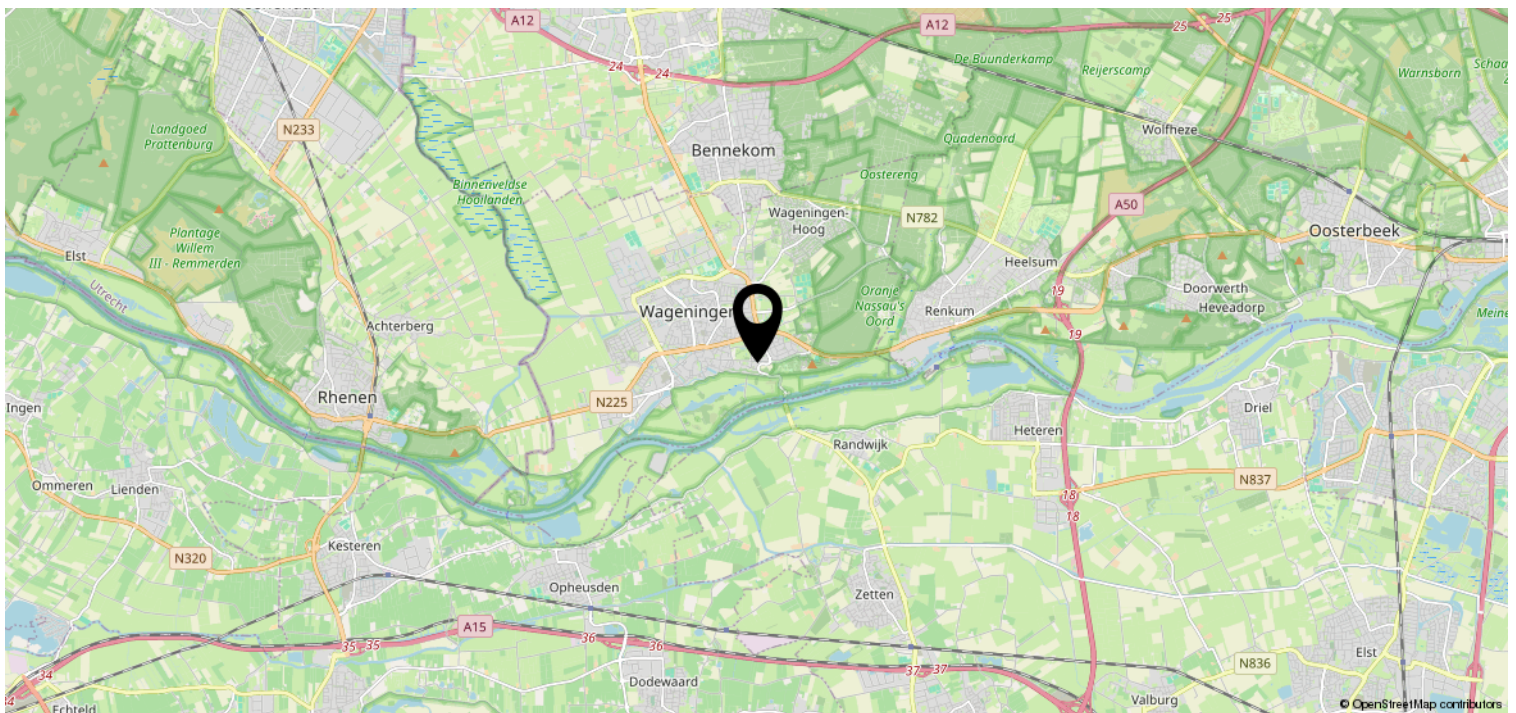 A12
A12
25
25
De Buunderkamp
Reijerscamp
Warnsborn
24
24
N233
Landgoed
Prattenburg
Wolfheze
Quadenoord
Bennekom
Oostereng
Binnenveldse
Hooilanden
A50
Wageningen-
Hoog
N782
Plantage
Willem
III - Remmerden
Oosterbeek
Elst
Heelsum
Doorwerth
Heveadorp
Utrecht
19
Oranje
Nassau's
Oord
Renkum
Wageningen
Achterberg
19
Rhenen
N225
Ingen
Driel
Heteren
Randwijk
N837
Ommeren
Lienden
18
18
Kesteren
N320
Opheusden
Zetten
A15
36
36
35
35
37
37
Elst
N836
34
Dodewaard
Valburg
Echteld
© OpenStreetMap contributors